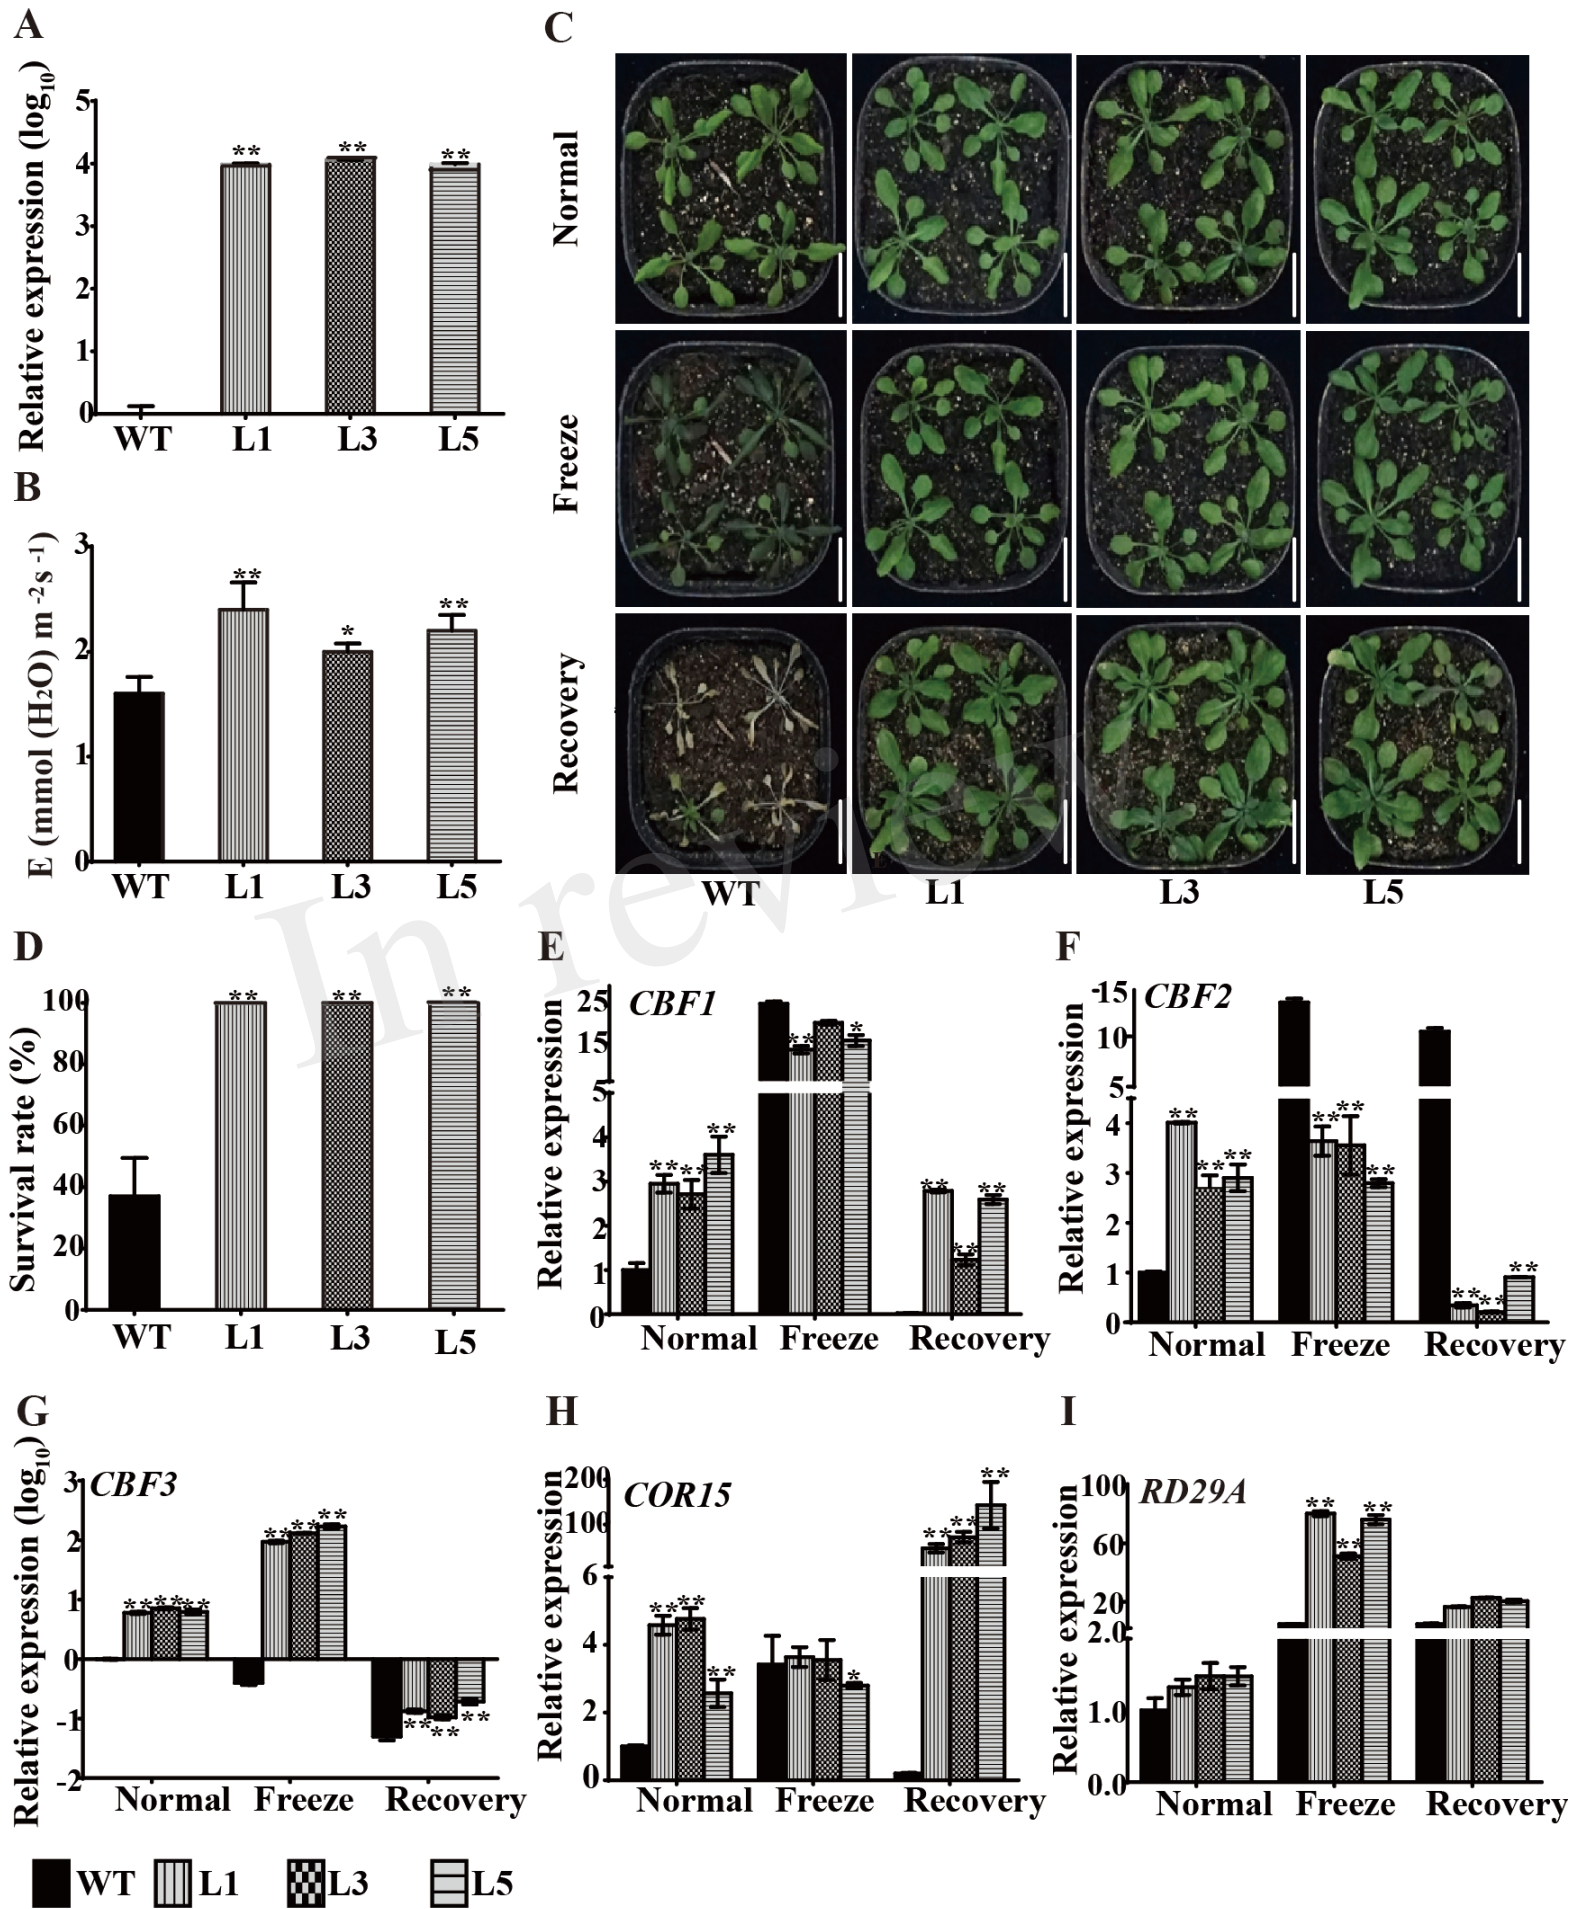 A
Relative expression (log10)
5
4
3
2
1
0
** ** **
WT L1 L3 L5
B
E (mmol (H2O) m-2s-1)
3
2
1
0
** * **
WT L1 L3 L5
C
Normal
Freeze
Recovery
WT L1 L3 L5
In review
D
Survival rate (%)
100
80
60
40
20
0
** ** **
WT L1 L3 L5
E
CBF1
Relative expression
25
15
5
5
4
3
2
1
0
** ** **
** *
** ** **
Normal Freeze Recovery
F
CBF2
Relative expression
15
10
5
4
3
2
1
0
** ** **
** ** **
** ** **
Normal Freeze Recovery
G
CBF3
Relative expression (log10)
3
2
1
0
-1
-2
** ** **
** ** **
** ** **
Normal Freeze Recovery
H
COR15
Relative expression
200
100
6
6
4
2
0
** ** **
*
** ** **
Normal Freeze Recovery
I
RD29A
Relative expression
100
60
20
2.0
2.0
1.0
0.0
** ** **
Normal Freeze Recovery
WT L1 L3 L5